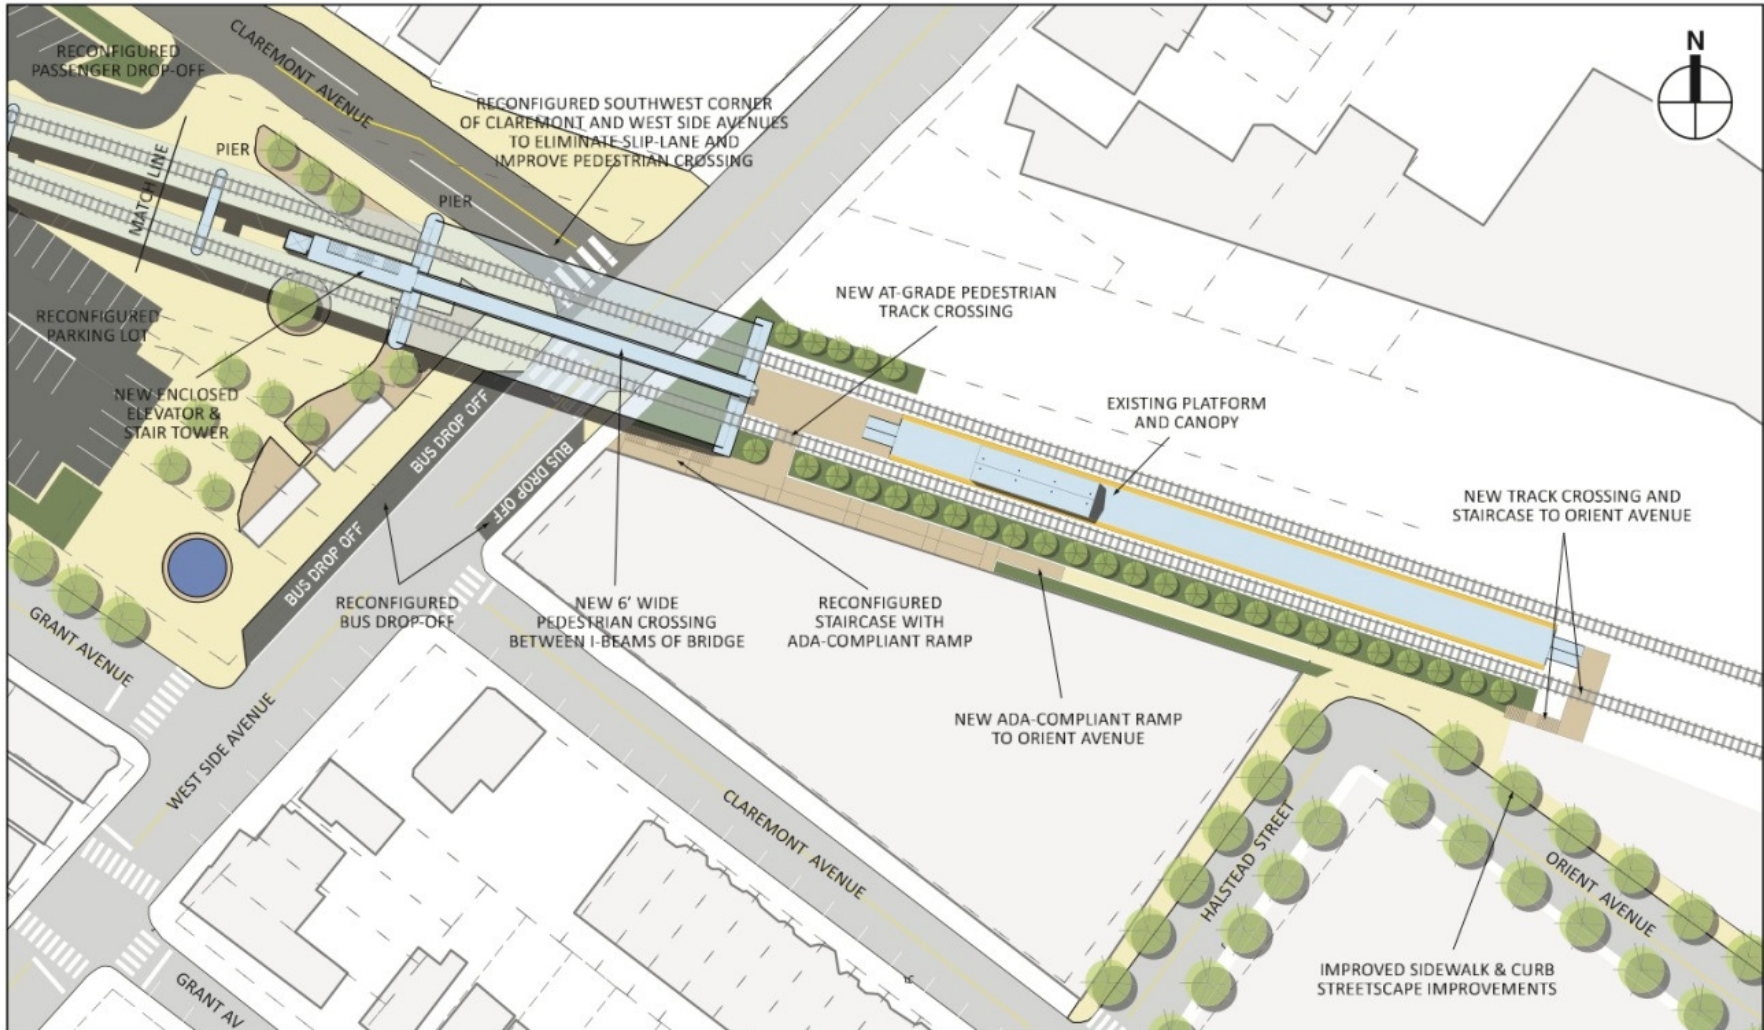 CLAREMONT AVENUE
N
RECONFIGURED
PASSENGER DROP-OFF
RECONFIGURED SOUTHWEST CORNER
OF CLAREMONT AND WEST SIDE AVENUES
TO ELIMINATE SLIP-LANE AND
IMPROVE PEDESTRIAN CROSSING
PIER
MATCH LINE
PIER
NEW AT-GRADE PEDESTRIAN
TRACK CROSSING
RECONFIGURED
PARKING LOT
NEW ENCLOSED
ELEVATOR &
STAIR TOWER
BUS DROP OFF
BUS DROP OFF
BUS DROP OFF
EXISTING PLATFORM
AND CANOPY
NEW TRACK CROSSING AND
STAIRCASE TO ORIENT AVENUE
RECONFIGURED
BUS DROP-OFF
NEW 6' WIDE
PEDESTRIAN CROSSING
BETWEEN I-BEAMS OF BRIDGE
RECONFIGURED
STAIRCASE WITH
ADA-COMPLIANT RAMP
GRANT AVENUE
WEST SIDE AVENUE
NEW ADA-COMPLIANT RAMP
TO ORIENT AVENUE
CLAREMONT AVENUE
HALSTEAD STREET
ORIENT AVENUE
IMPROVED SIDEWALK & CURB
STREETSCAPE IMPROVEMENTS
GRANT AV